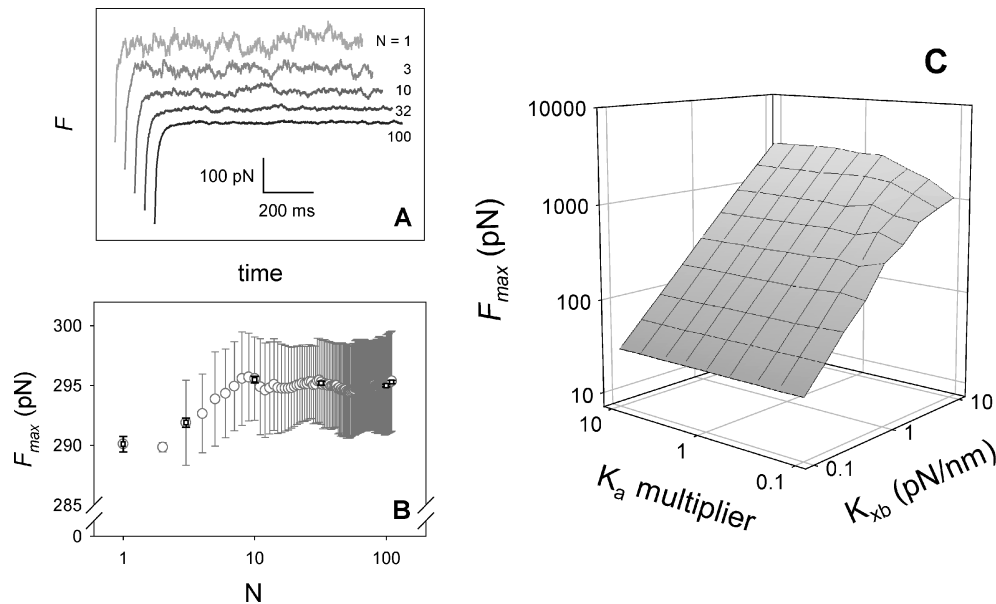 F
N = 1
3
10
32
100
100 pN
200 ms
A
time
300
295
290
285
0
F_max (pN)
B
1
10
100
N
C
10000
1000
100
10
F_max (pN)
10
1
0.1
K_a multiplier
0.1
1
10
K_xb (pN/nm)